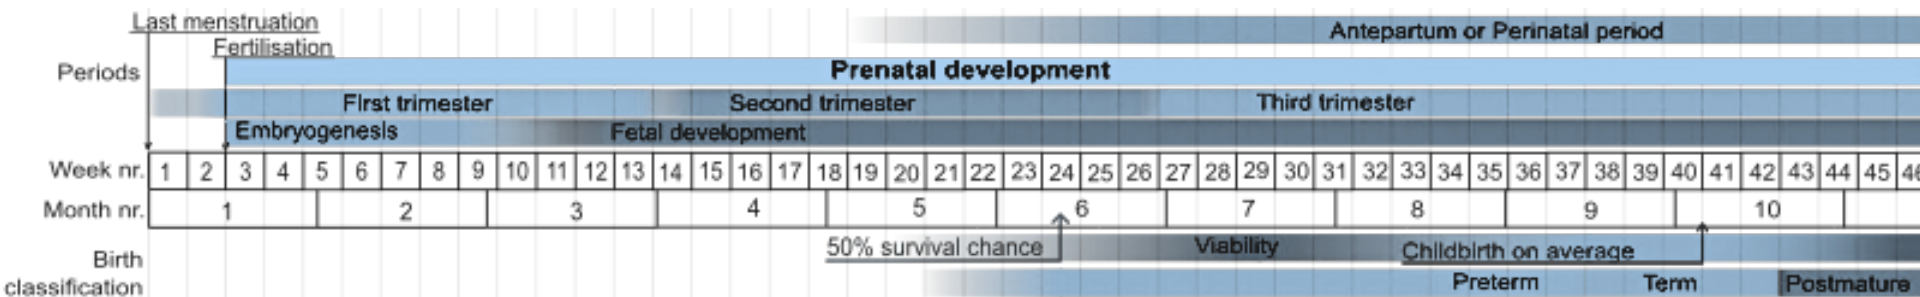 Last menstruation
Antepartum or Perinatal period
Fertilisation
Periods
Prenatal development
First trimester Second trimester Third trimester
Embryogenesis Fetal development
Week nr. 1 2 3 4 5 6 7 8 9 10 11 12 13 14 15 16 17 18 19 20 21 22 23 24 25 26 27 28 29 30 31 32 33 34 35 36 37 38 39 40 41 42 43 44 45 46
Month nr. 1 2 3 4 5 6 7 8 9 10
50% survival chance Viability Childbirth on average
Birth
classification
Preterm Term Postmature